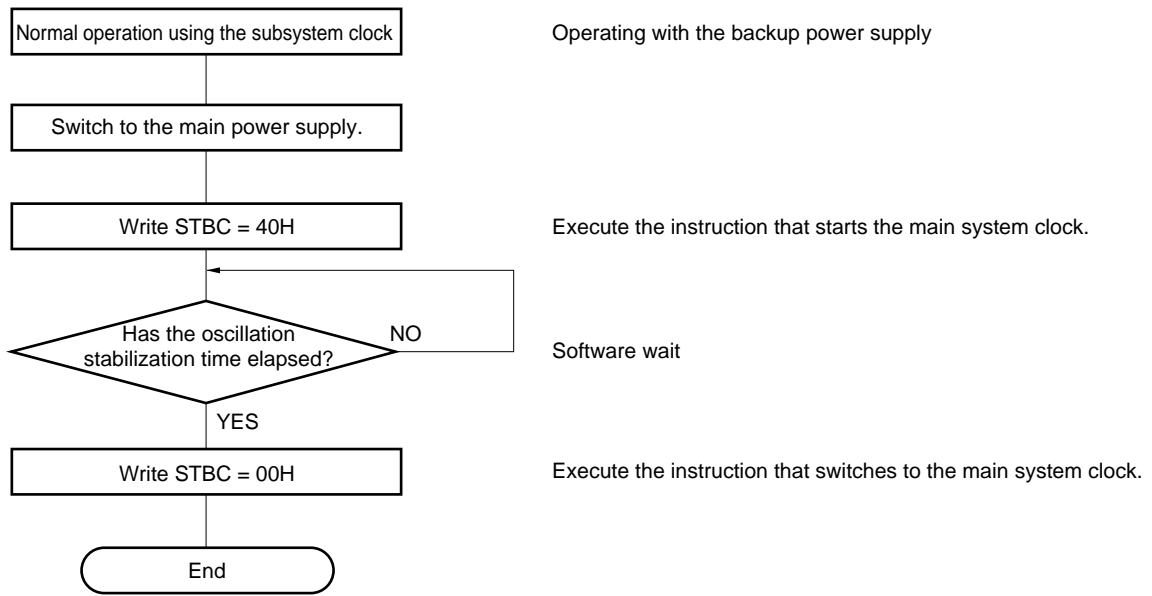 Normal operation using the subsystem clock
Operating with the backup power supply
Switch to the main power supply.
Write STBC = 40H
Execute the instruction that starts the main system clock.
Has the oscillation
stabilization time elapsed?
NO
Software wait
YES
Write STBC = 00H
Execute the instruction that switches to the main system clock.
End